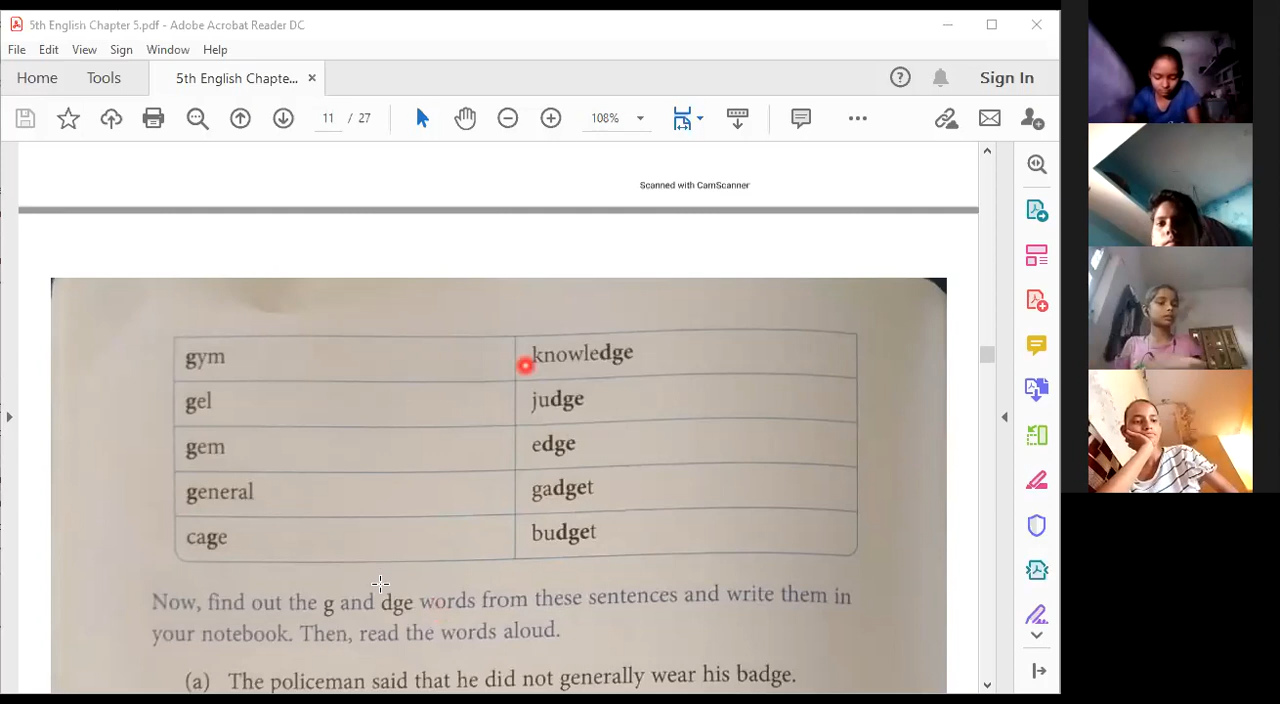 5th English Chapter 5.pdf - Adobe Acrobat Reader DC
File Edit View Sign Window Help
Home Tools 5th English Chapte... × Sign In
11 / 27 108%
Scanned with CamScanner
gym knowledge
gel judge
gem edge
general gadget
cage budget
Now, find out the g and dge words from these sentences and write them in
your notebook. Then, read the words aloud.
(a) The policeman said that he did not generally wear his badge.